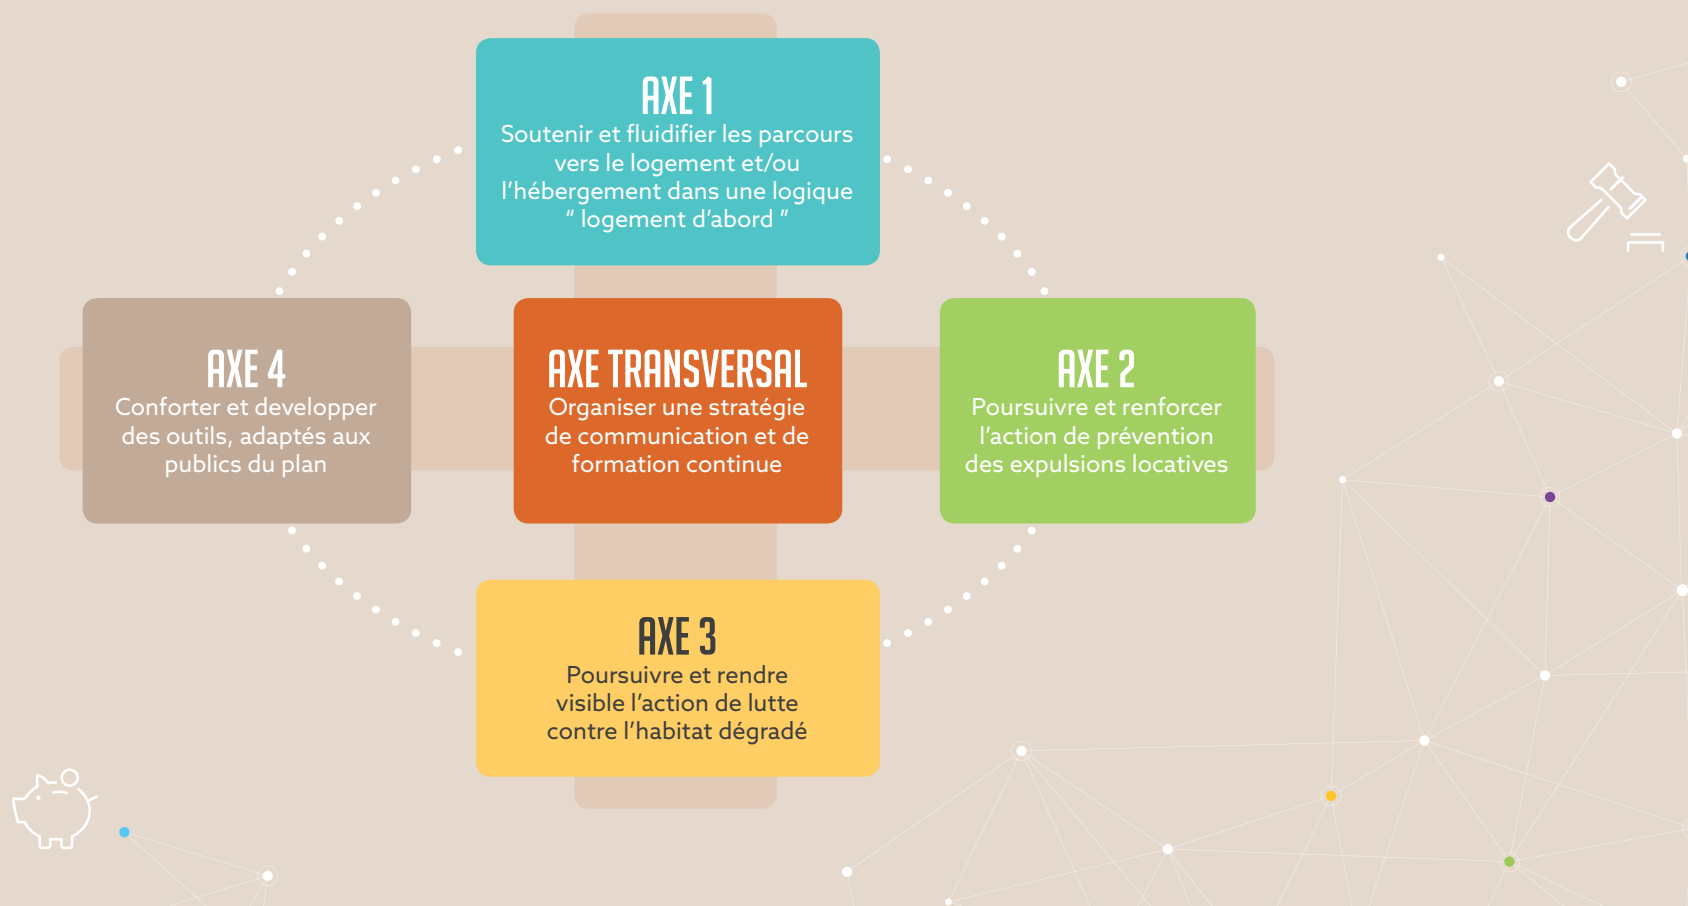 AXE 1
Soutenir et fluidifier les parcours
vers le logement et/ou
l’hébergement dans une logique
“ logement d’abord ”
AXE 4
Conforter et developper
des outils, adaptés aux
publics du plan
AXE TRANSVERSAL
Organiser une stratégie
de communication et de
formation continue
AXE 2
Poursuivre et renforcer
l’action de prévention
des expulsions locatives
AXE 3
Poursuivre et rendre
visible l’action de lutte
contre l’habitat dégradé